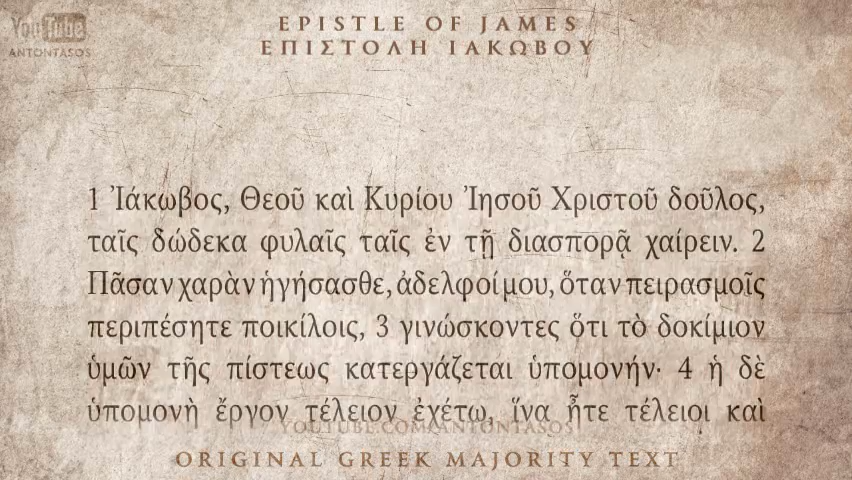 YouTube
ANTONTASOS
EPISTLE OF JAMES
ΕΠΙΣΤΟΛΗ ΙΑΚΩΒΟΥ
1 Ἰάκωβος, Θεοῦ καὶ Κυρίου Ἰησοῦ Χριστοῦ δοῦλος,
ταῖς δώδεκα φυλαῖς ταῖς ἐν τῇ διασπορᾷ χαίρειν. 2
Πᾶσαν χαρὰν ἡγήσασθε, ἀδελφοί μου, ὅταν πειρασμοῖς
περιπέσητε ποικίλοις, 3 γινώσκοντες ὅτι τὸ δοκίμιον
ὑμῶν τῆς πίστεως κατεργάζεται ὑπομονήν· 4 ἡ δὲ
ὑπομονὴ ἔργον τέλειον ἐχέτω, ἵνα ἦτε τέλειοι καὶ
YOUTUBE.COM/ANTONTASOS
ORIGINAL GREEK MAJORITY TEXT